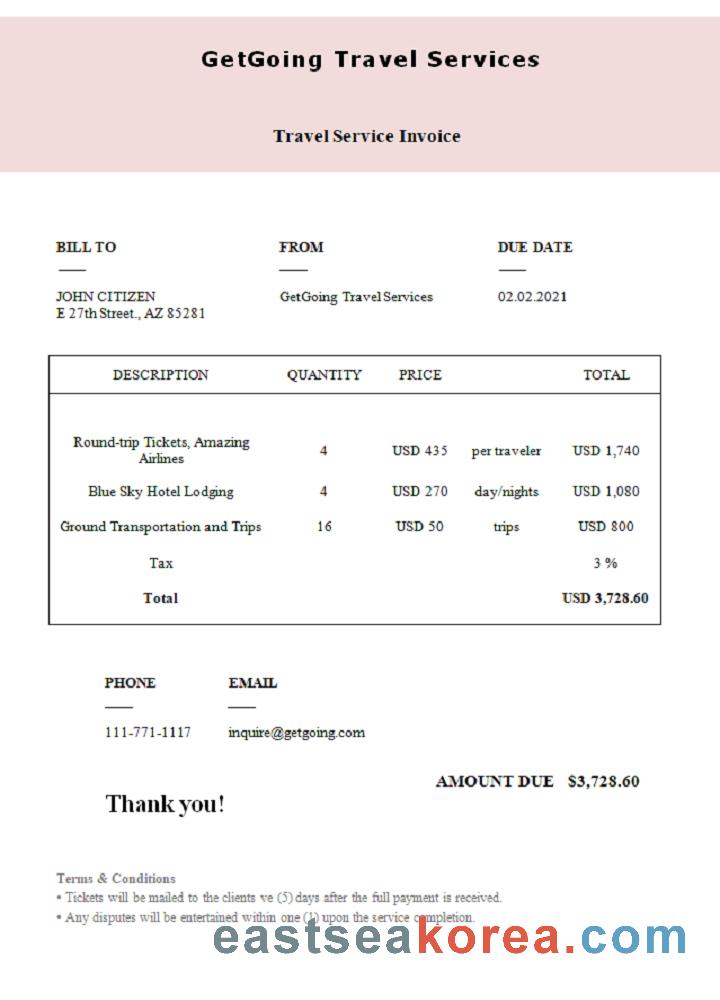 GetGoing Travel Services
Travel Service Invoice
BILL TO
FROM
DUE DATE
JOHN CITIZEN
E 27th Street., AZ 85281
GetGoing Travel Services
02.02.2021
DESCRIPTION QUANTITY PRICE TOTAL
Round-trip Tickets, Amazing
Airlines
4 USD 435 per traveler USD 1,740
Blue Sky Hotel Lodging 4 USD 270 day/nights USD 1,080
Ground Transportation and Trips 16 USD 50 trips USD 800
Tax 3 %
Total USD 3,728.60
PHONE
EMAIL
111-771-1117
inquire@getgoing.com
AMOUNT DUE $3,728.60
Thank you!
Terms & Conditions
• Tickets will be mailed to the clients ve (5) days after the full payment is received.
• Any disputes will be entertained within one (1) upon the service completion.
eastseakorea.com